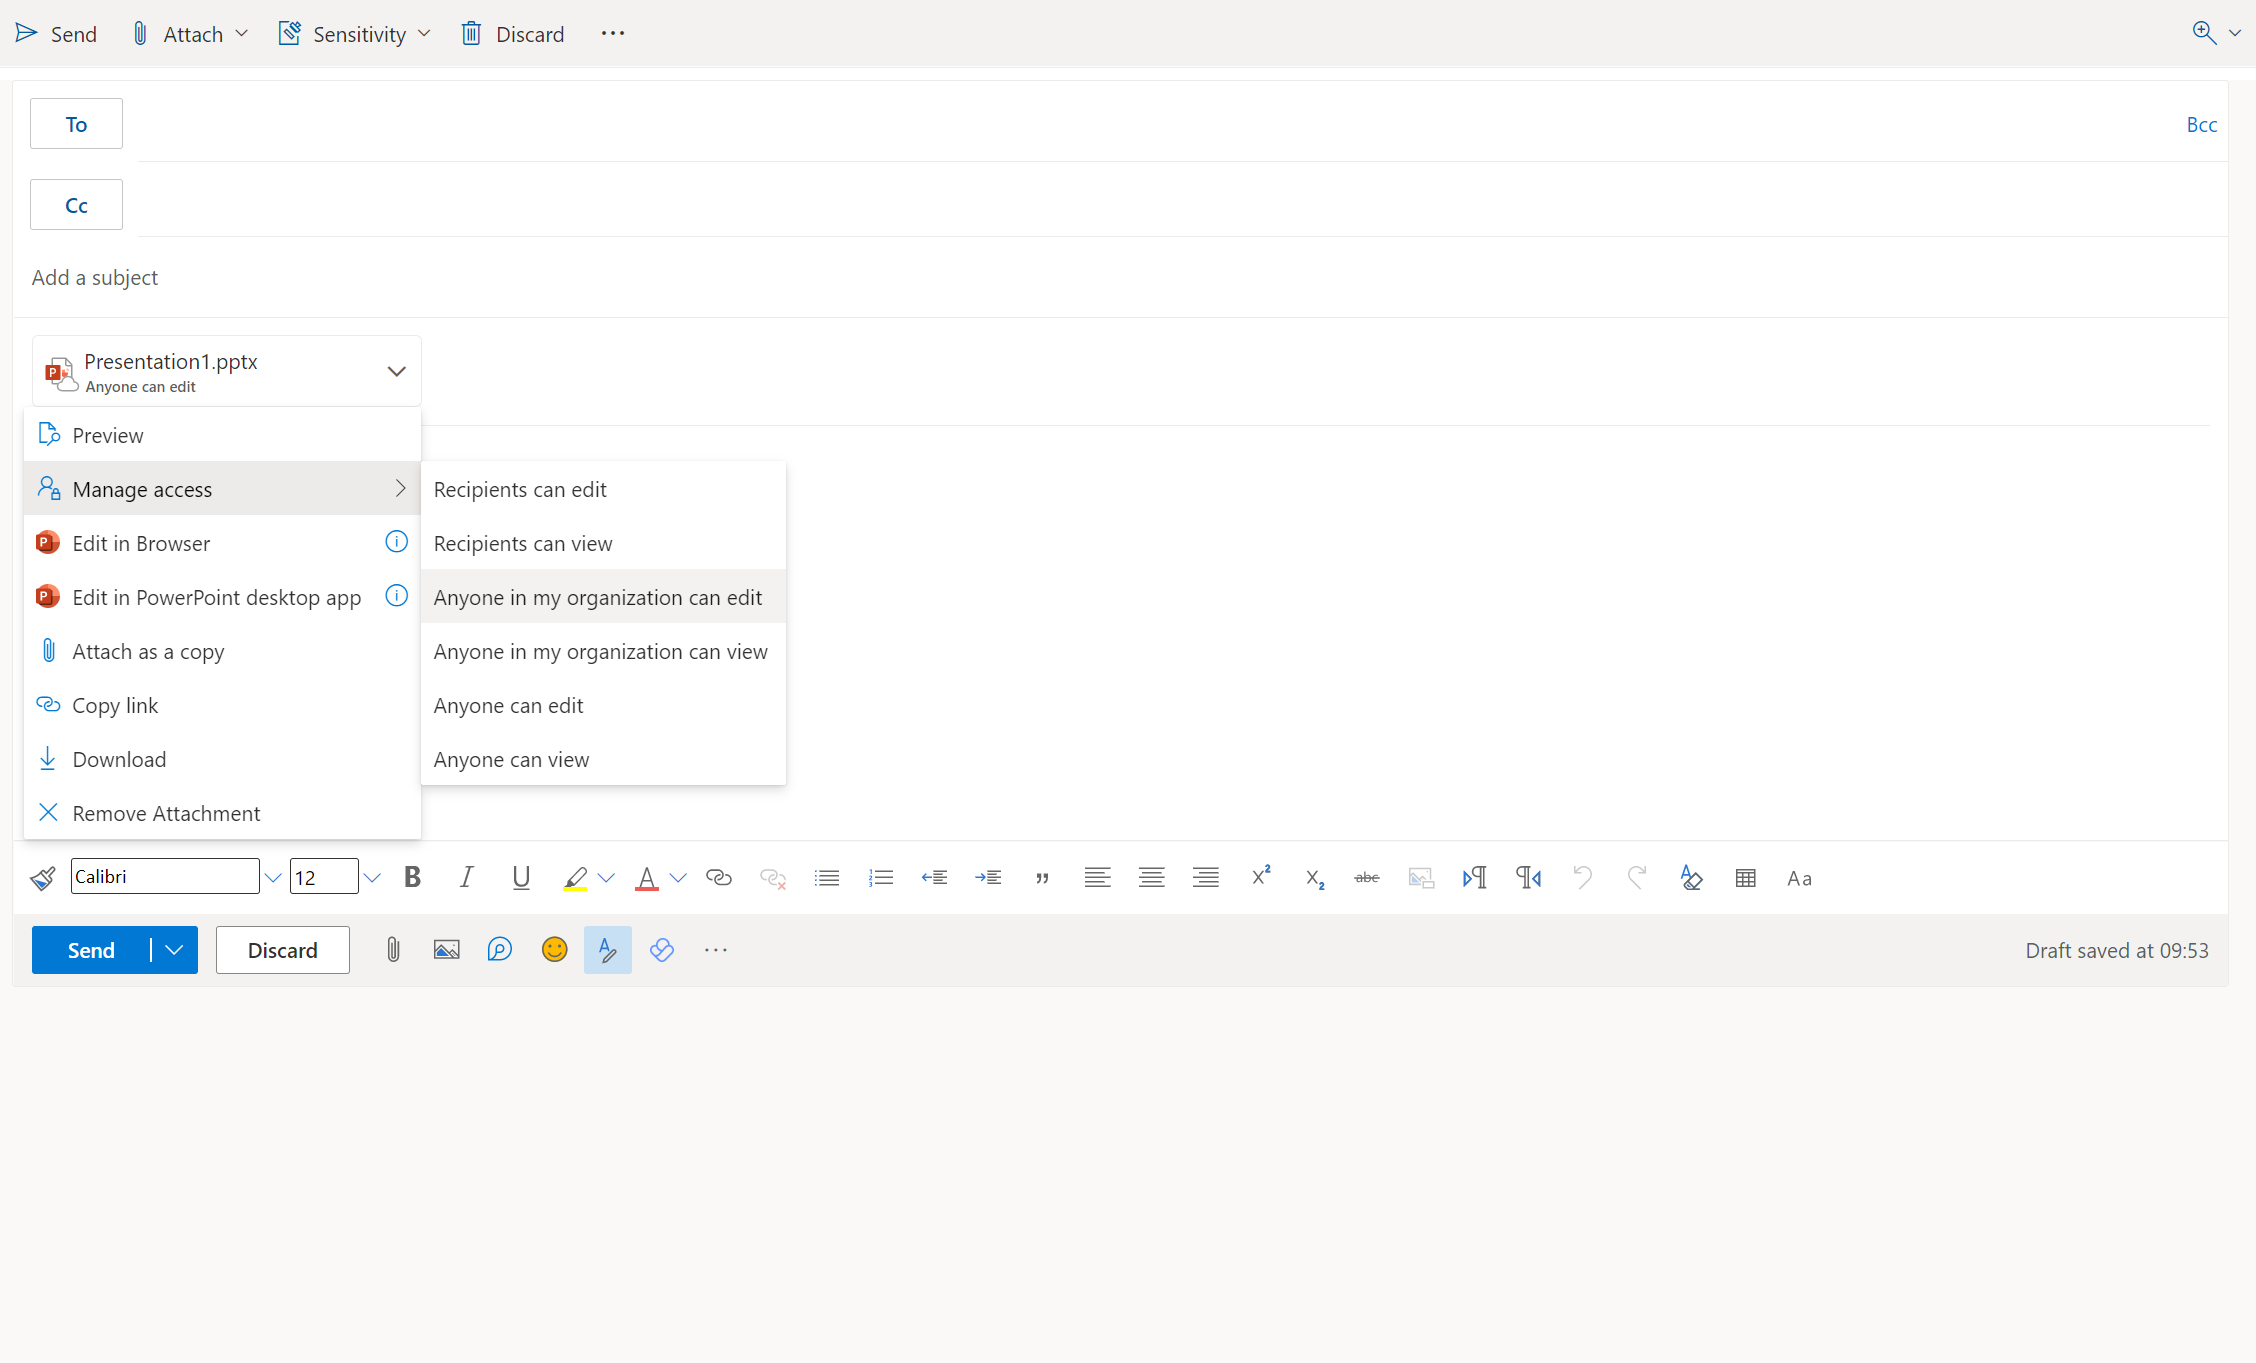 Send Attach Sensitivity Discard
To
Bcc
Cc
Add a subject
Presentation1.pptx
Anyone can edit
Preview
Manage access
Edit in Browser
Edit in PowerPoint desktop app
Attach as a copy
Copy link
Download
Remove Attachment
Recipients can edit
Recipients can view
Anyone in my organization can edit
Anyone in my organization can view
Anyone can edit
Anyone can view
Calibri 12 B I U A x² x₂ abc Aa
Send Discard Draft saved at 09:53